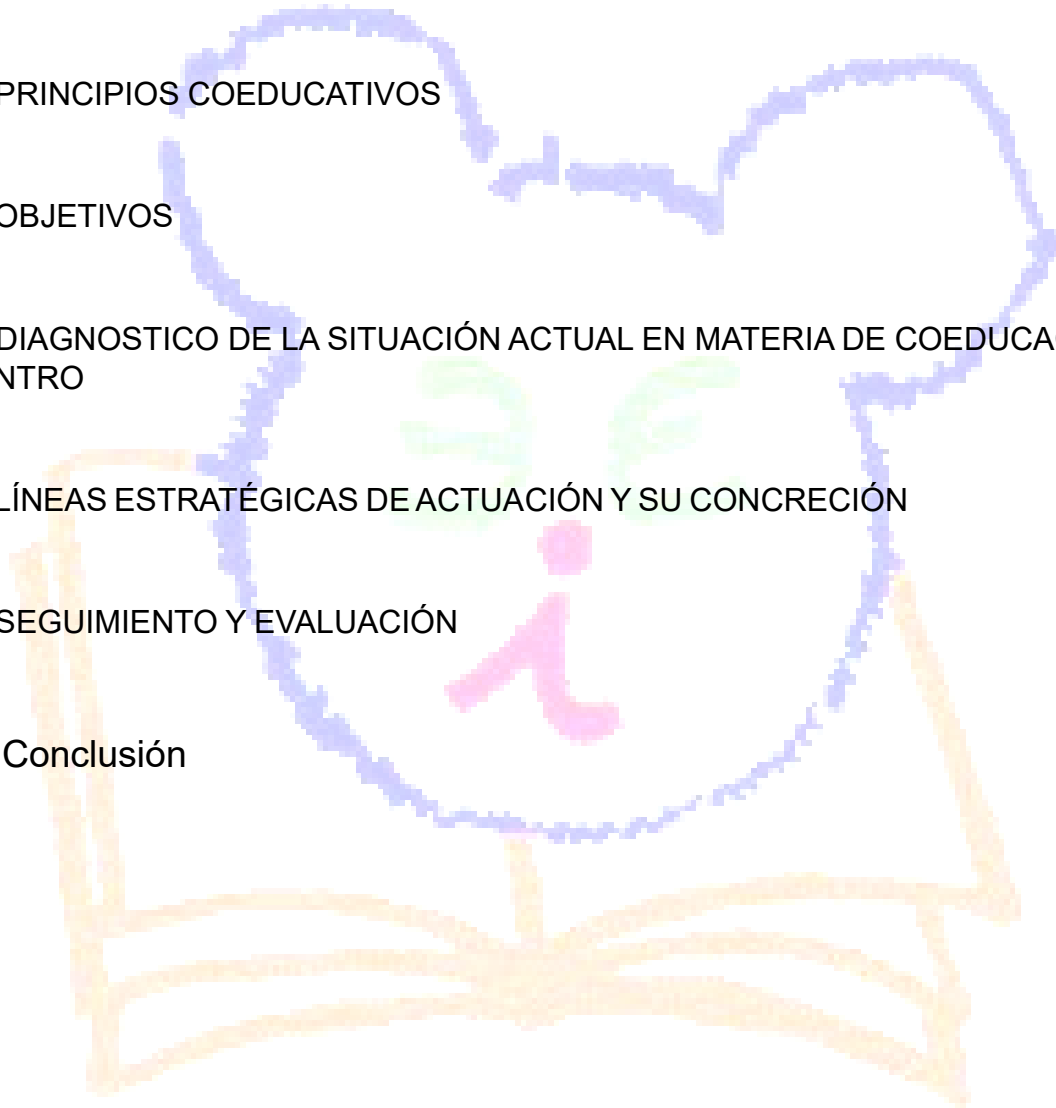 PRINCIPIOS COEDUCATIVOS
OBJETIVOS
DIAGNOSTICO DE LA SITUACIÓN ACTUAL EN MATERIA DE COEDUCA
NTRO
LÍNEAS ESTRATÉGICAS DE ACTUACIÓN Y SU CONCRECIÓN
SEGUIMIENTO Y EVALUACIÓN
Conclusión